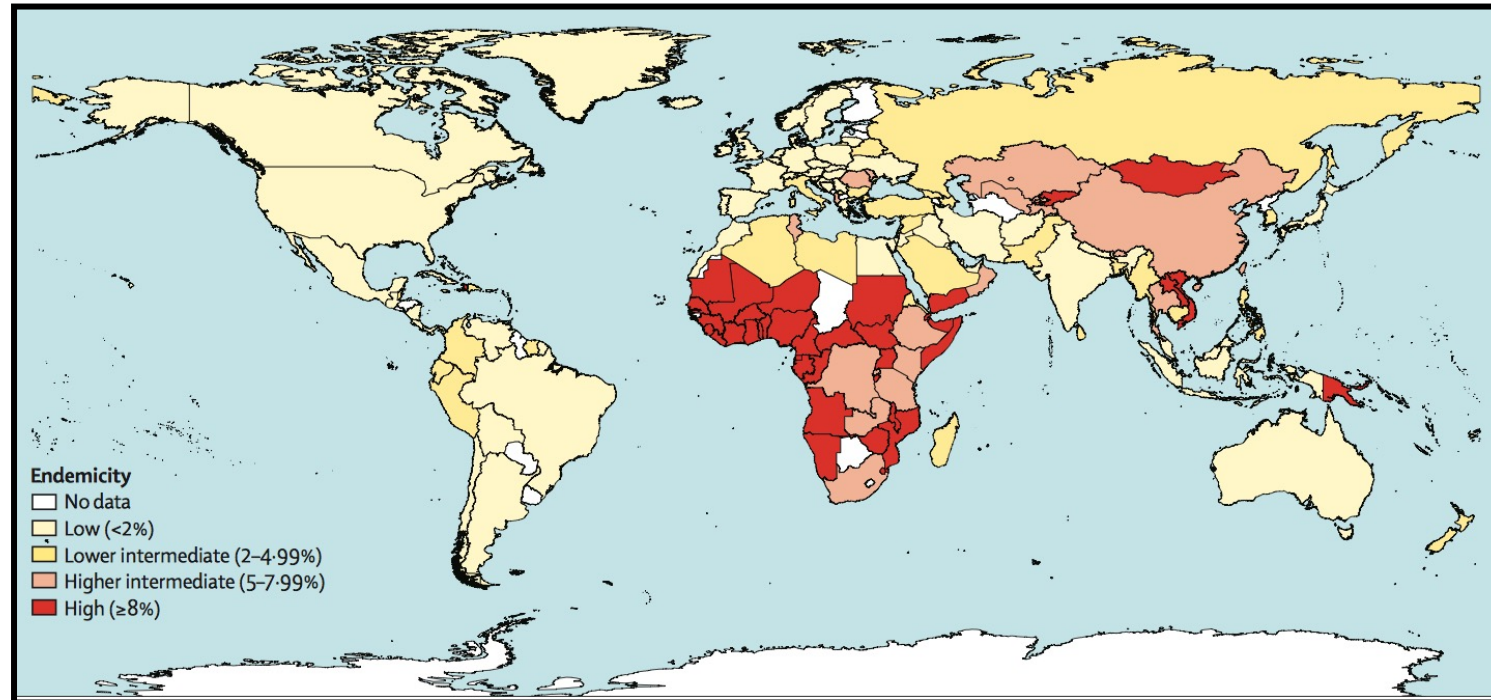 Endemicity
No data
Low (<2%)
Lower intermediate (2–4·99%)
Higher intermediate (5–7·99%)
High (≥8%)